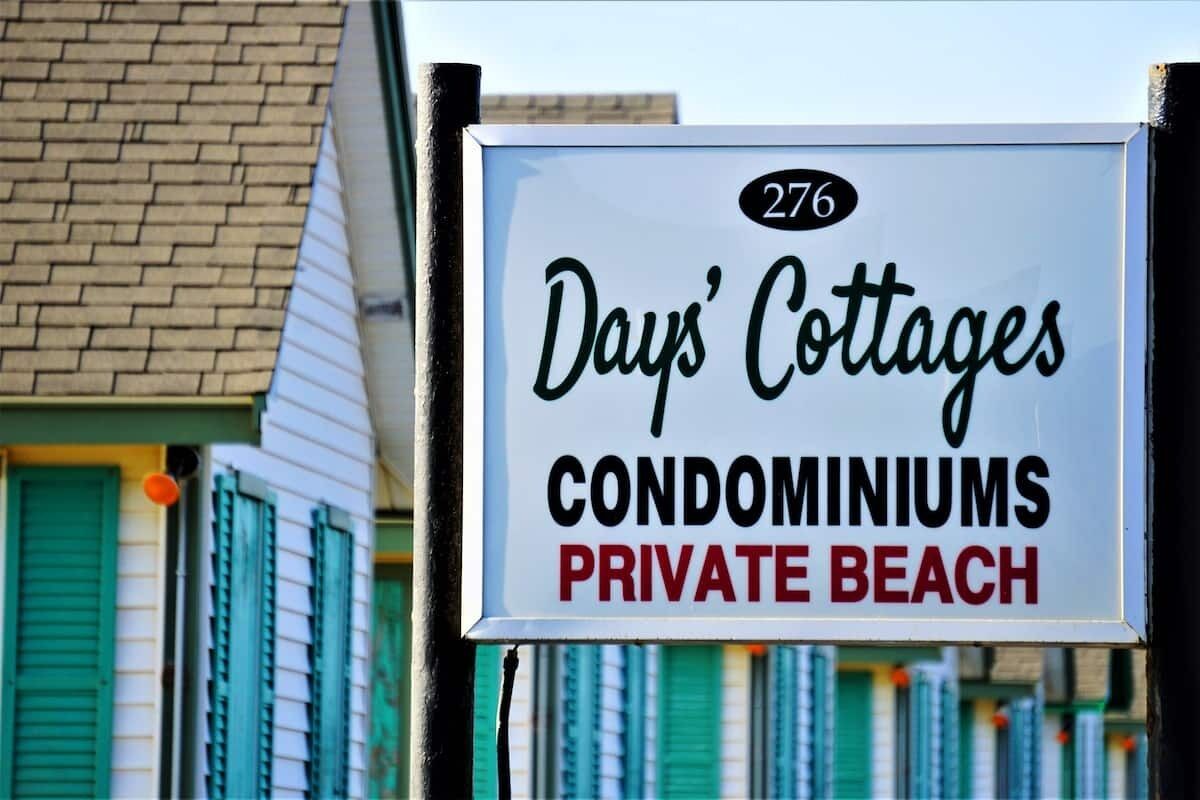 276
Days' Cottages
CONDOMINIUMS
PRIVATE BEACH